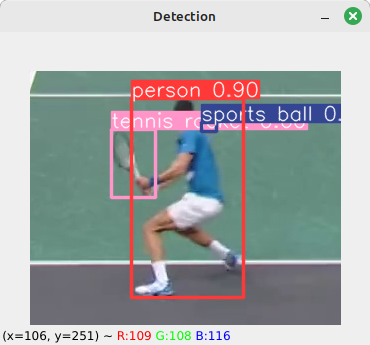 Detection
person 0.90
sports ball 0.
tennis
(x=106, y=251) ~ R:109 G:108 B:116